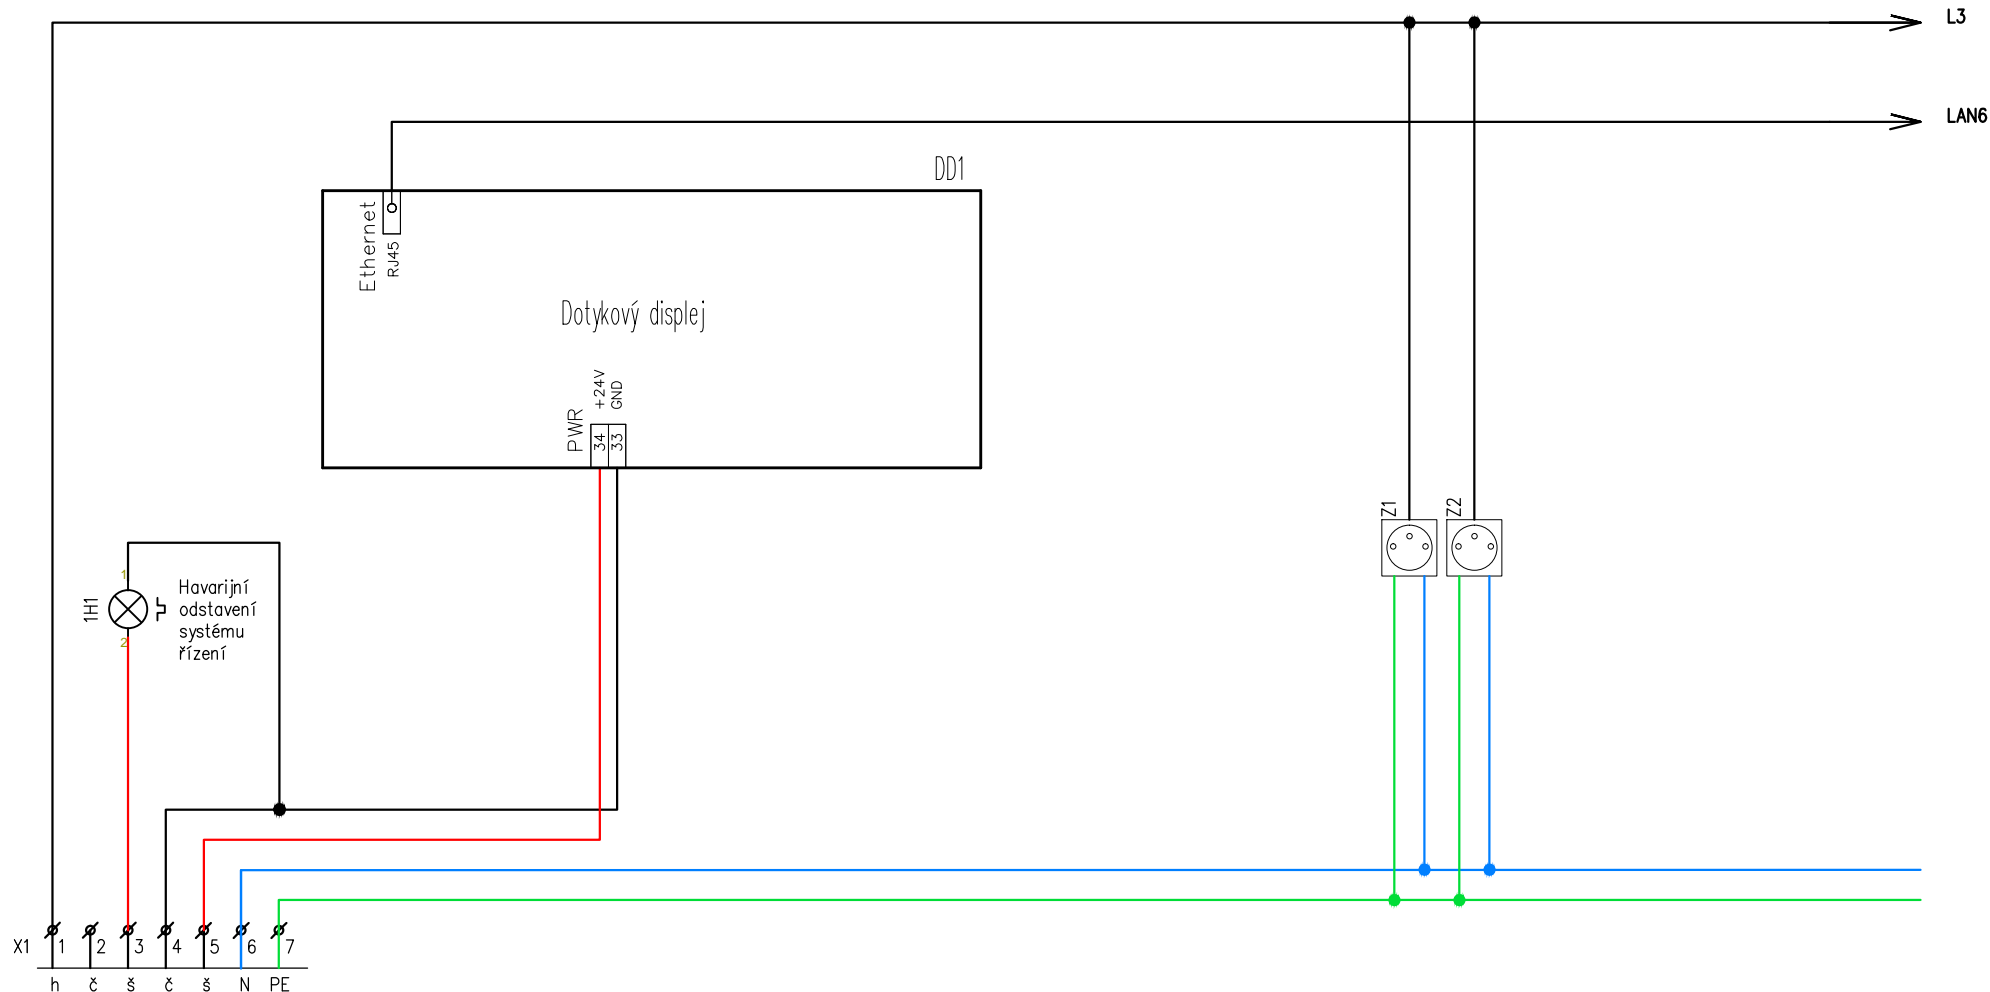 L3
LAN6
DD1
Ethernet
RJ45
Dotykový displej
PWR
+24V
GND
34
33
Z1
Z2
1H1
1
2
Havarijní
odstavení
systému
řízení
X1 1 2 3 4 5 6 7
h č š č š N PE